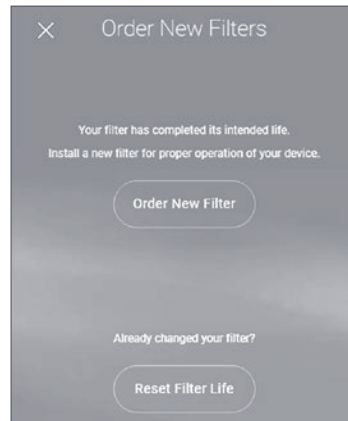 Order New Filters
Your filter has completed its intended life.
Install a new filter for proper operation of your device.
Order New Filter
Already changed your filter?
Reset Filter Life